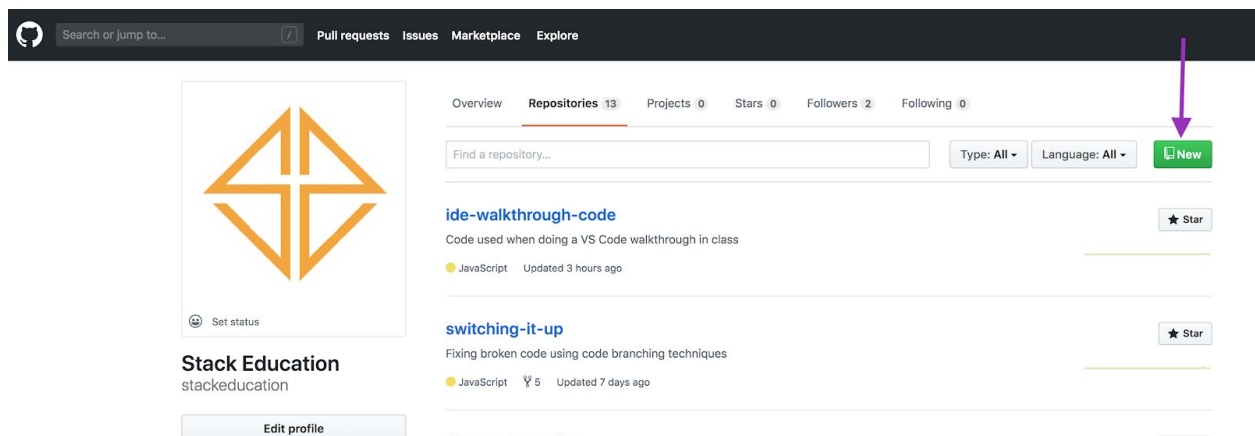 Search or jump to... / Pull requests Issues Marketplace Explore
Overview Repositories 13 Projects 0 Stars 0 Followers 2 Following 0
Find a repository... Type: All Language: All New
ide-walkthrough-code
Star
Code used when doing a VS Code walkthrough in class
JavaScript Updated 3 hours ago
Set status
switching-it-up
Star
Fixing broken code using code branching techniques
JavaScript 5 Updated 7 days ago
Stack Education
stackeducation
Edit profile